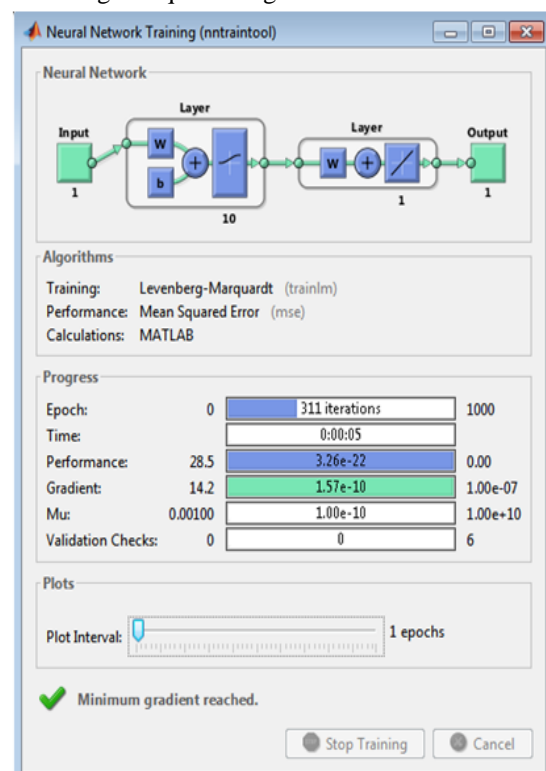 Neural Network Training (nntraintool)
Neural Network
Layer
Input
W
b
+
Layer
W
+
Output
1
10
1
1
Algorithms
Training: Levenberg-Marquardt (trainlm)
Performance: Mean Squared Error (mse)
Calculations: MATLAB
Progress
Epoch: 0 311 iterations 1000
Time: 0:00:05
Performance: 28.5 3.26e-22 0.00
Gradient: 14.2 1.57e-10 1.00e-07
Mu: 0.00100 1.00e-10 1.00e+10
Validation Checks: 0 0 6
Plots
Plot Interval: 1 epochs
Minimum gradient reached.
Stop Training Cancel